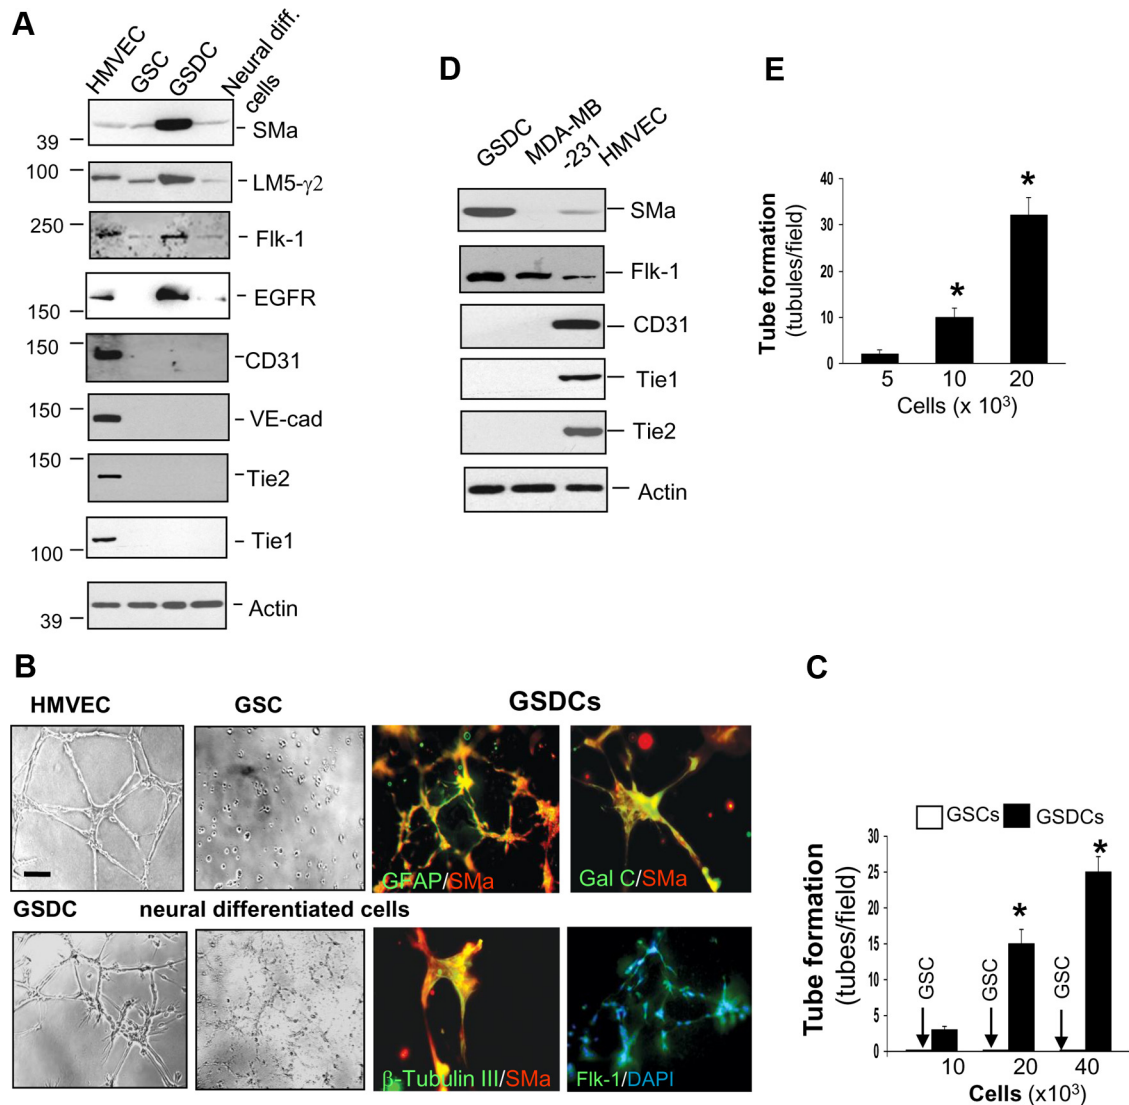 A
HMVEC
GSC
GSDC
Neural diff.
cells
39
SMa
100
LM5-γ2
250
Flk-1
150
EGFR
150
CD31
150
VE-cad
150
Tie2
100
Tie1
39
Actin
D
GSDC
MDA-MB
-231
HMVEC
SMa
Flk-1
CD31
Tie1
Tie2
Actin
E
Tube formation
(tubules/field)
40
30
20
10
0
*
*
5 10 20
Cells (x 10³)
B
HMVEC
GSC
GSDCs
GFAP/SMa
Gal C/SMa
GSDC
neural differentiated cells
β-Tubulin III/SMa
Flk-1/DAPI
C
GSCs
GSDCs
Tube formation
(tubes/field)
30
25
20
15
10
5
0
GSC
GSC
GSC
*
*
10 20 40
Cells (x10³)